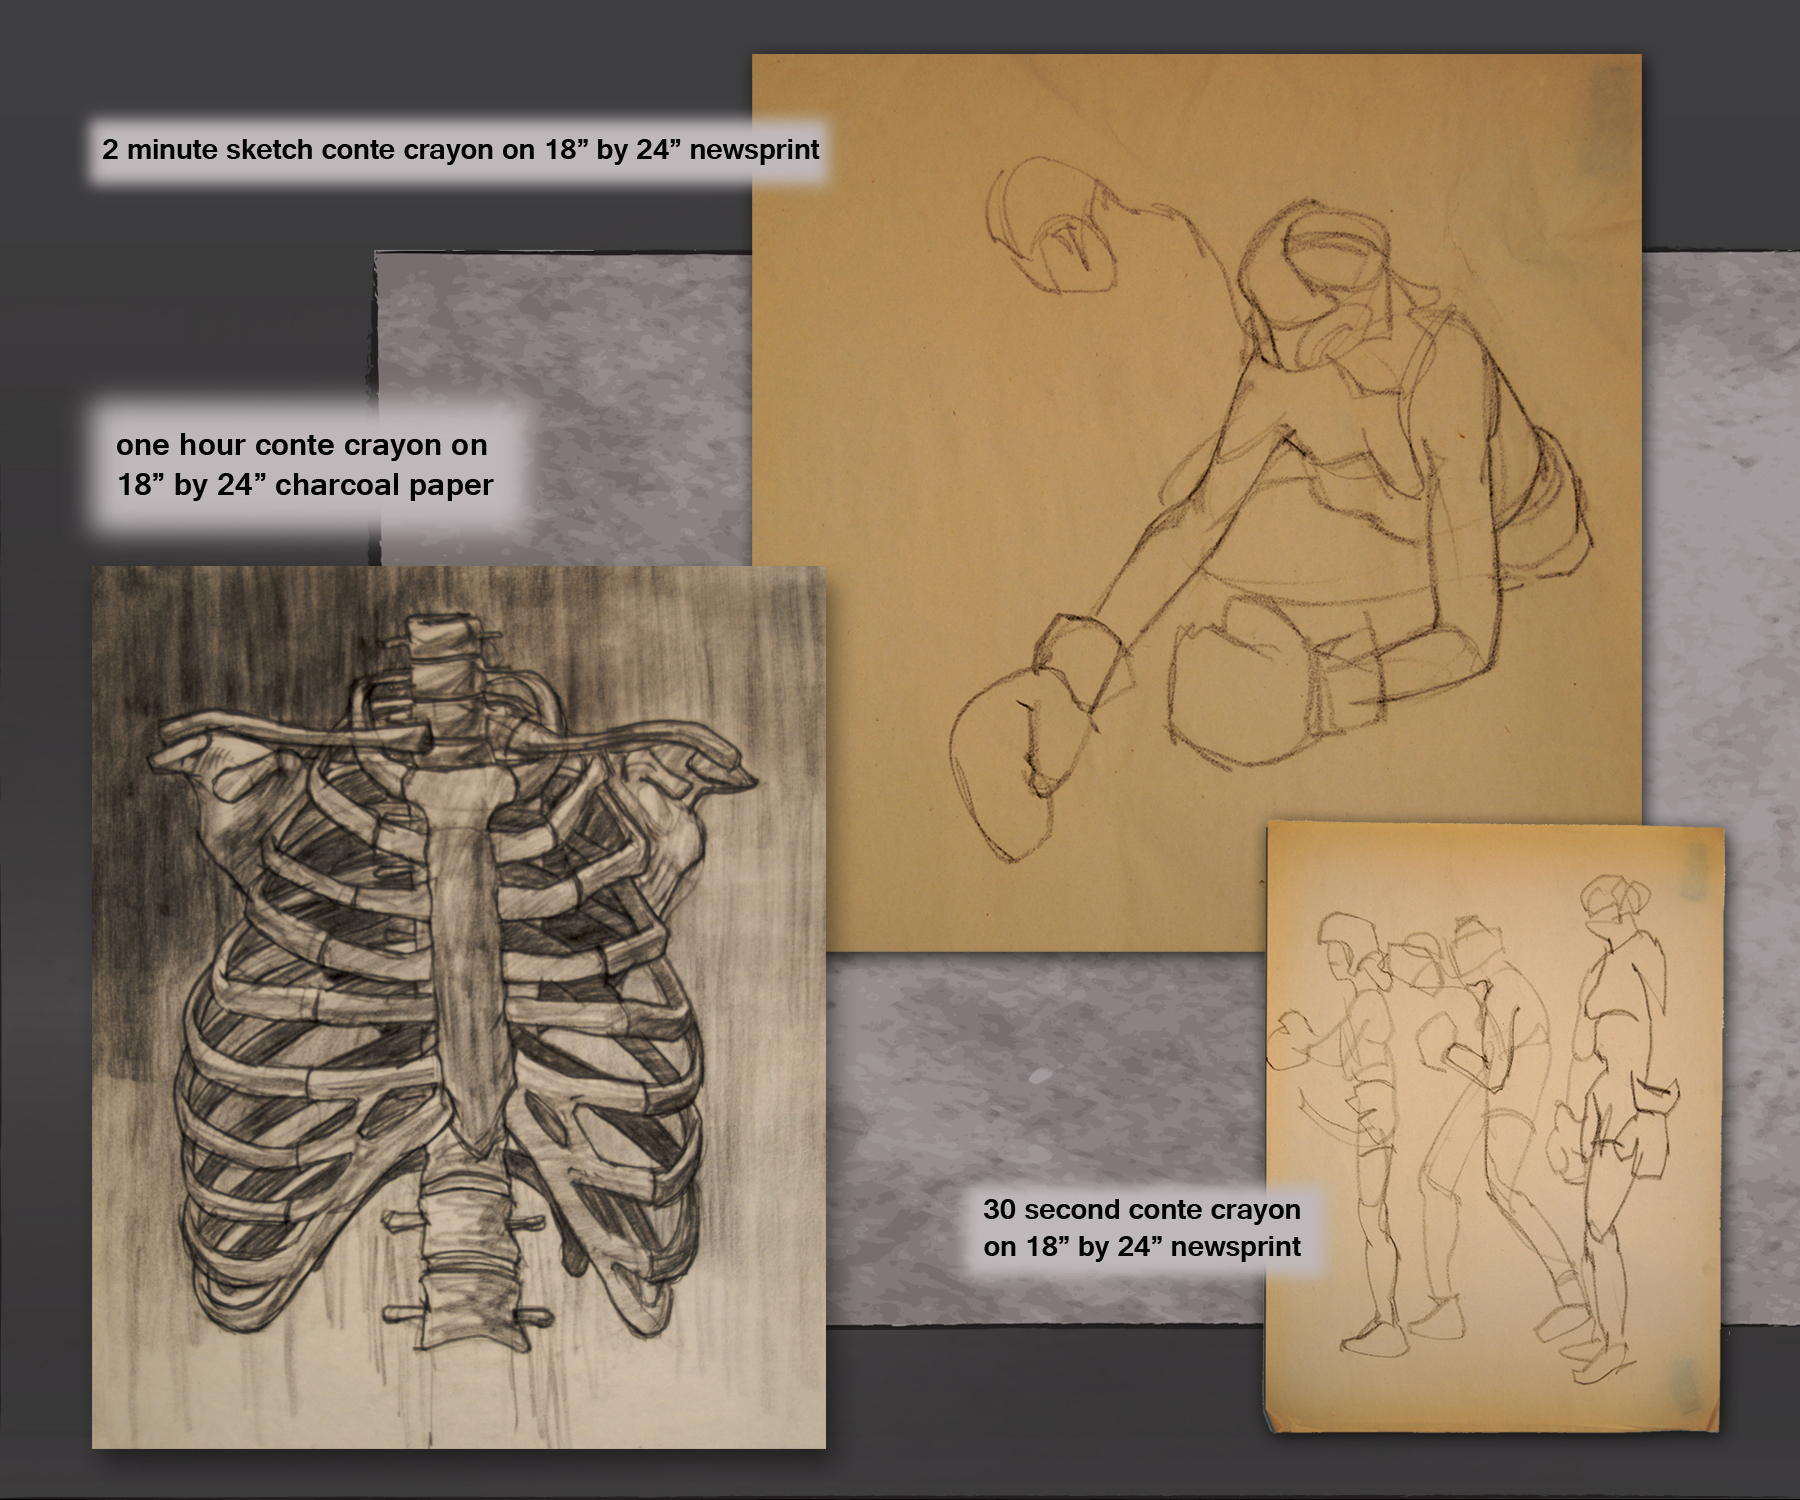 2 minute sketch conte crayon on 18” by 24” newsprint
one hour conte crayon on
18” by 24” charcoal paper
30 second conte crayon
on 18” by 24” newsprint